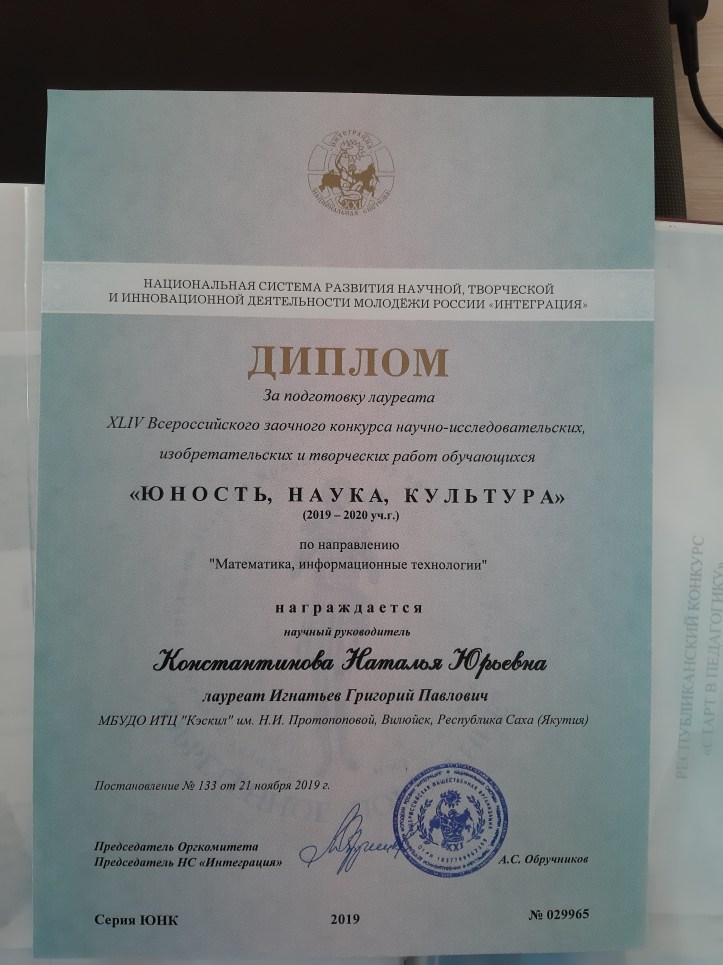 ИНТЕГРАЦИЯ
XXI
НАЦИОНАЛЬНАЯ СИСТЕМА РАЗВИТИЯ НАУЧНОЙ, ТВОРЧЕСКОЙ
И ИННОВАЦИОННОЙ ДЕЯТЕЛЬНОСТИ МОЛОДЁЖИ РОССИИ «ИНТЕГРАЦИЯ»
ДИПЛОМ
За подготовку лауреата
XLIV Всероссийского заочного конкурса научно-исследовательских,
изобретательских и творческих работ обучающихся
«ЮНОСТЬ, НАУКА, КУЛЬТУРА»
(2019 – 2020 уч.г.)
по направлению
"Математика, информационные технологии"
награждается
научный руководитель
Константинова Наталья Юрьевна
лауреат Игнатьев Григорий Павлович
МБУДО ИТЦ "Кэскил" им. Н.И. Протопоповой, Вилюйск, Республика Саха (Якутия)
Постановление № 133 от 21 ноября 2019 г.
Председатель Оргкомитета
Председатель НС «Интеграция»
А.С. Обручников
XXI
Серия ЮНК
2019
№ 029965
РЕСПУБЛИКАНСКИЙ КОНКУРС
«СТАРТ В ПЕДАГОГИКУ»